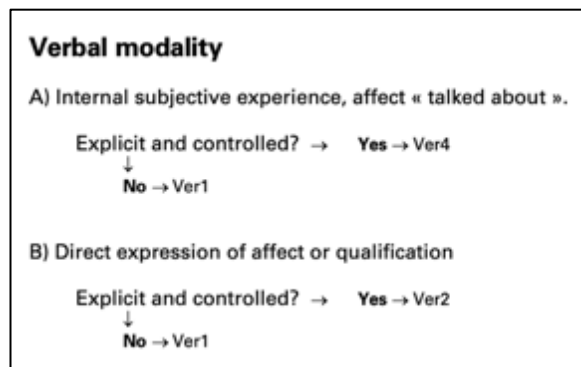 Verbal modality
A) Internal subjective experience, affect « talked about ».
Explicit and controlled? → Yes → Ver4
↓
No → Ver1
B) Direct expression of affect or qualification
Explicit and controlled? → Yes → Ver2
↓
No → Ver1